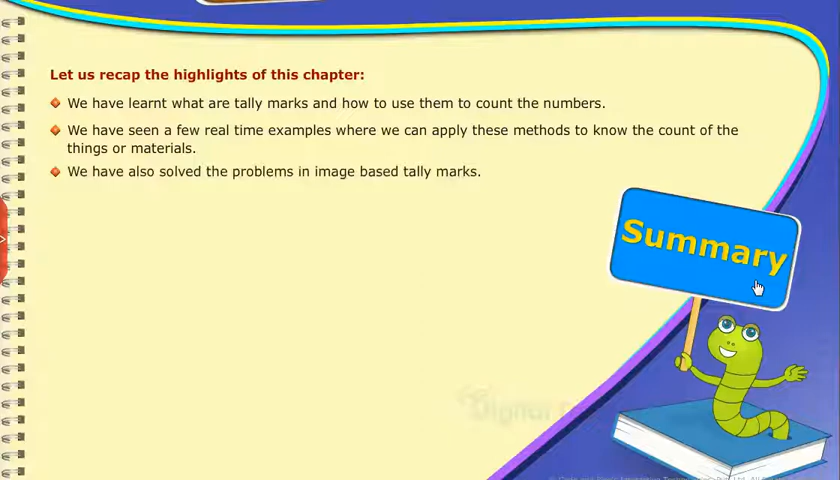 Let us recap the highlights of this chapter:
We have learnt what are tally marks and how to use them to count the numbers.
We have seen a few real time examples where we can apply these methods to know the count of the
things or materials.
We have also solved the problems in image based tally marks.
Summary
Digital